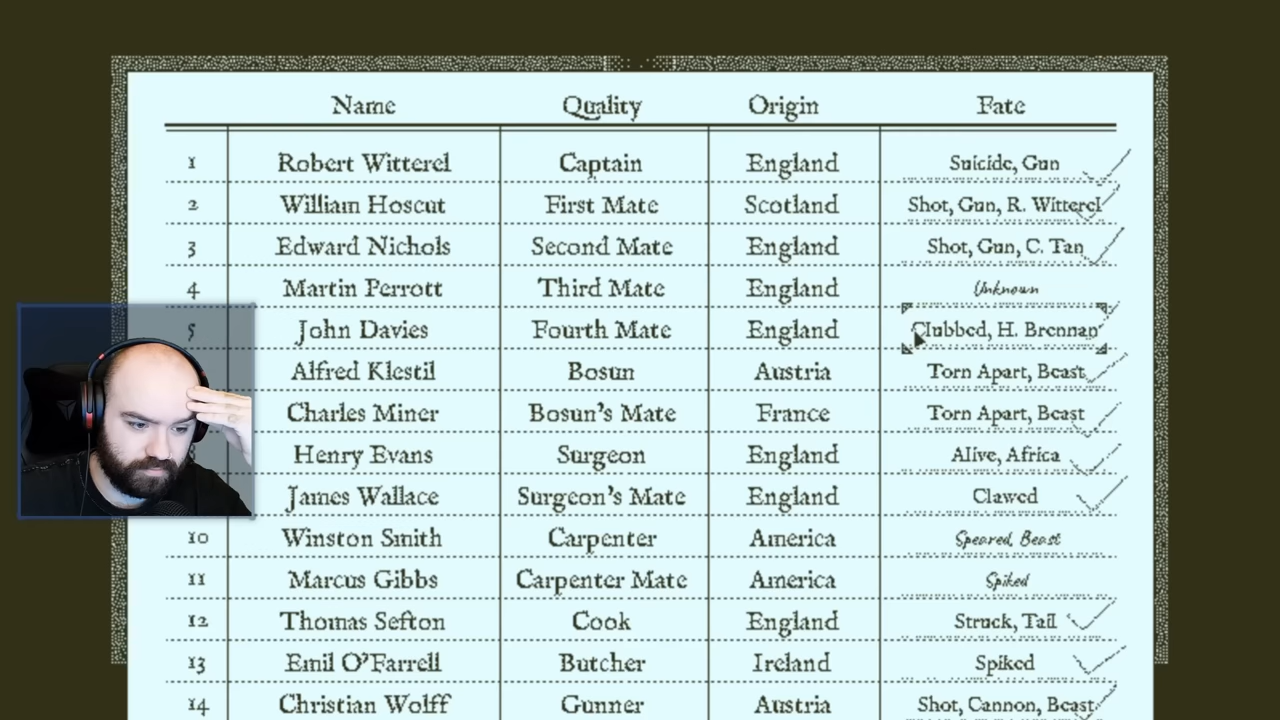 Name Quality Origin Fate
1 Robert Witterel Captain England Suicide, Gun
2 William Hoscut First Mate Scotland Shot, Gun, R. Witterel
3 Edward Nichols Second Mate England Shot, Gun, C. Tan
4 Martin Perrott Third Mate England Unknown
5 John Davies Fourth Mate England Clubbed, H. Brennan
Alfred Klestil Bosun Austria Torn Apart, Beast
Charles Miner Bosun's Mate France Torn Apart, Beast
Henry Evans Surgeon England Alive, Africa
James Wallace Surgeon's Mate England Clawed
10 Winston Smith Carpenter America Speared, Beast
11 Marcus Gibbs Carpenter Mate America Spiked
12 Thomas Sefton Cook England Struck, Tail
13 Emil O'Farrell Butcher Ireland Spiked
14 Christian Wolff Gunner Austria Shot, Cannon, Beast